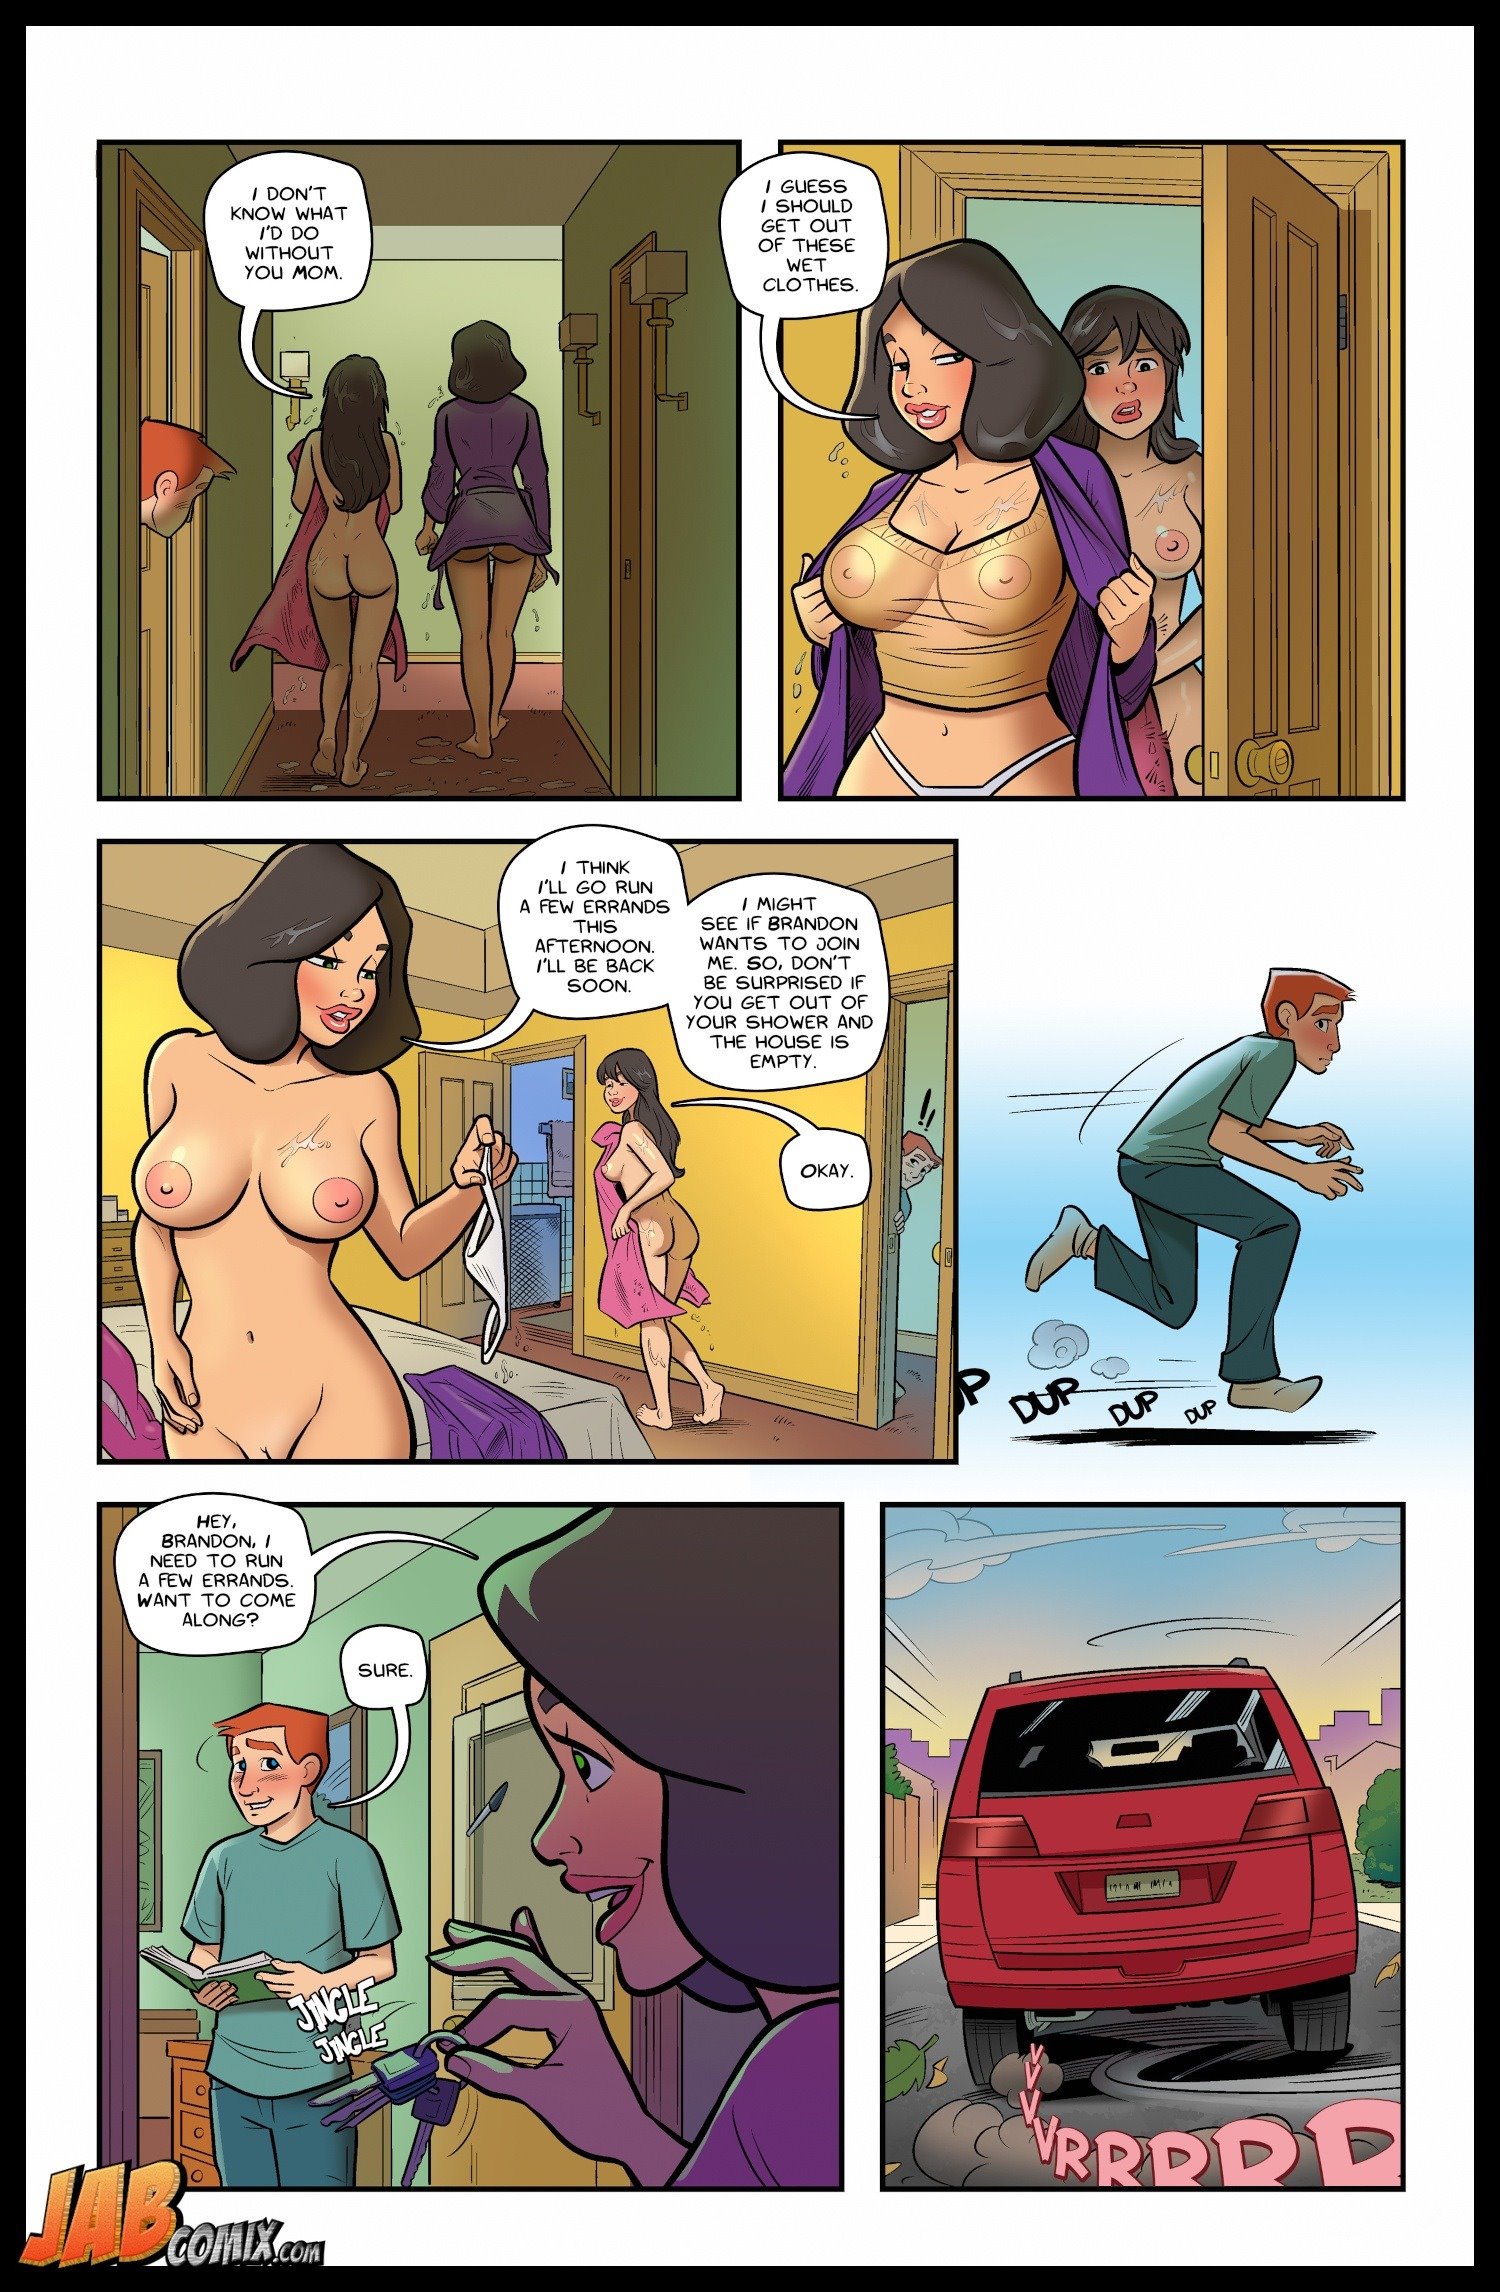 I DON'T
KNOW WHAT
I'D DO
WITHOUT
YOU MOM.
I GUESS
I SHOULD
GET OUT
OF THESE
WET
CLOTHES.
I THINK
I'LL GO RUN
A FEW ERRANDS
THIS
AFTERNOON.
I'LL BE BACK
SOON.
I MIGHT
SEE IF BRANDON
WANTS TO JOIN
ME. SO, DON'T
BE SURPRISED IF
YOU GET OUT OF
YOUR SHOWER AND
THE HOUSE IS
EMPTY.
!!
OKAY.
UP
DUP
DUP
DUP
HEY,
BRANDON, I
NEED TO RUN
A FEW ERRANDS.
WANT TO COME
ALONG?
SURE.
JINGLE
JINGLE
VVVVVRRRRR
JAB
COMIX.COM